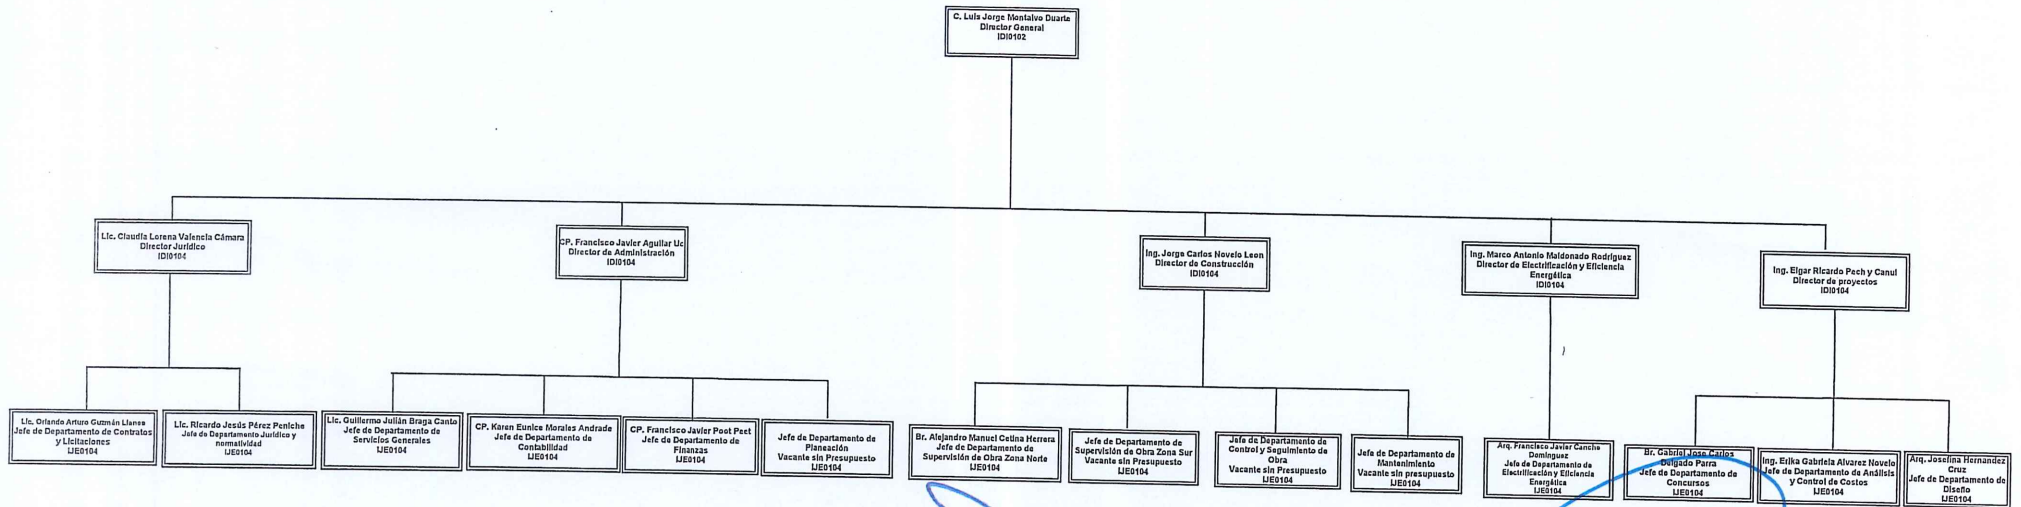 C. Luis Jorge Montalvo Duarte
Director General
IDI0102
Lic. Claudia Lorena Valencia Cámara
Director Juridico
IDI0104
CP. Francisco Javier Aguilar Uc
Director de Administración
IDI0104
Ing. Jorge Carlos Novelo Leon
Director de Construcción
IDI0104
Ing. Marco Antonio Maldonado Rodríguez
Director de Electrificación y Eficiencia
Energética
IDI0104
Ing. Elgar Ricardo Pech y Canul
Director de proyectos
IDI0104
Lic. Orlando Arturo Guzmán Llanes
Jefe de Departamento de Contratos
y Licitaciones
IJE0104
Lic. Ricardo Jesús Pérez Peniche
Jefe de Departamento Jurídico y
normatividad
IJE0104
Lic. Guillermo Julián Braga Canto
Jefe de Departamento de
Servicios Generales
IJE0104
CP. Karen Eunice Morales Andrade
Jefe de Departamento de
Contabilidad
IJE0104
CP. Francisco Javier Poot Peet
Jefe de Departamento de
Finanzas
IJE0104
Jefe de Departamento de
Planeación
Vacante sin Presupuesto
IJE0104
Br. Alejandro Manuel Cetina Herrera
Jefe de Departamento de
Supervisión de Obra Zona Norte
IJE0104
Jefe de Departamento de
Supervisión de Obra Zona Sur
Vacante sin Presupuesto
IJE0104
Jefe de Departamento de
Control y Seguimiento de
Obra
Vacante sin Presupuesto
IJE0104
Jefe de Departamento de
Mantenimiento
Vacante sin presupuesto
IJE0104
Arq. Francisco Javier Canche
Dominguez
Jefe de Departamento de
Electrificación y Eficiencia
Energética
IJE0104
Br. Gabriel Jose Carlos
Delgado Parra
Jefe de Departamento de
Concursos
IJE0104
Ing. Erika Gabriela Alvarez Novelo
Jefe de Departamento de Análisis
y Control de Costos
IJE0104
Arq. Josefina Hernandez
Cruz
Jefe de Departamento de
Diseño
IJE0104